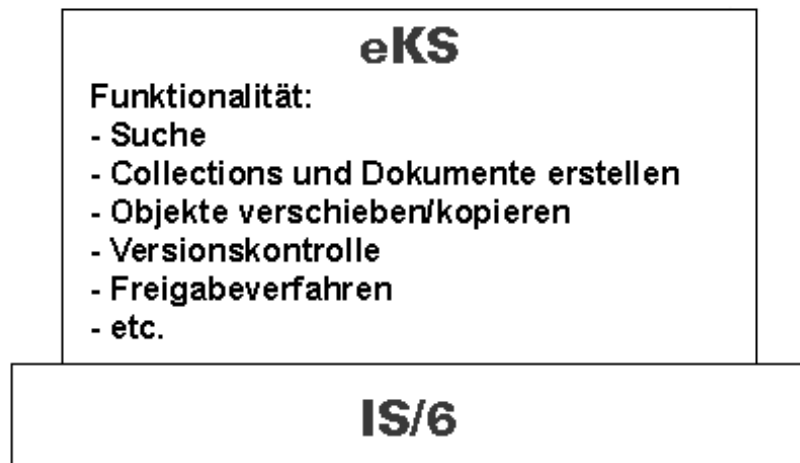 eKS
Funktionalität:
- Suche
- Collections und Dokumente erstellen
- Objekte verschieben/kopieren
- Versionskontrolle
- Freigabeverfahren
- etc.
IS/6